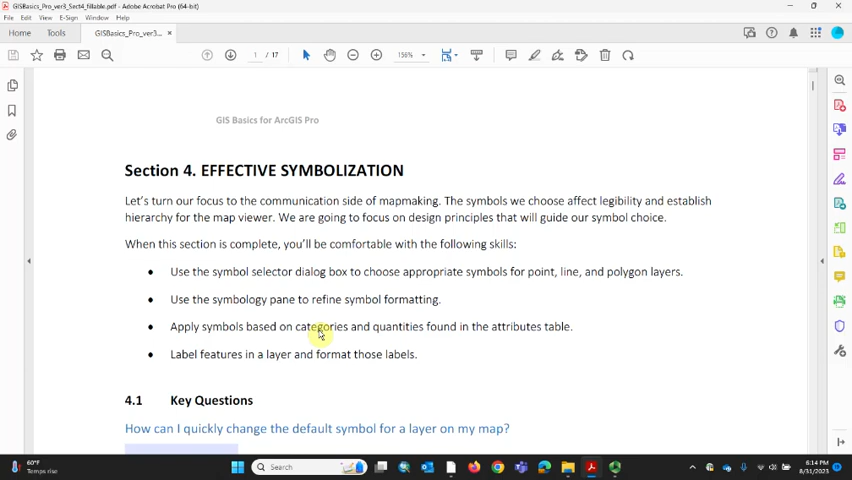 GISBasics_Pro_ver3_Sect4_fillable.pdf - Adobe Acrobat Pro (64-bit)
File Edit View E-Sign Window Help
Home Tools GISBasics_Pro_ver3... ×
1 / 17 156%
GIS Basics for ArcGIS Pro
Section 4. EFFECTIVE SYMBOLIZATION
Let's turn our focus to the communication side of mapmaking. The symbols we choose affect legibility and establish
hierarchy for the map viewer. We are going to focus on design principles that will guide our symbol choice.
When this section is complete, you'll be comfortable with the following skills:
• Use the symbol selector dialog box to choose appropriate symbols for point, line, and polygon layers.
• Use the symbology pane to refine symbol formatting.
• Apply symbols based on categories and quantities found in the attributes table.
• Label features in a layer and format those labels.
4.1 Key Questions
How can I quickly change the default symbol for a layer on my map?
60°F
Temps rise
Search
6:14 PM
8/31/2023